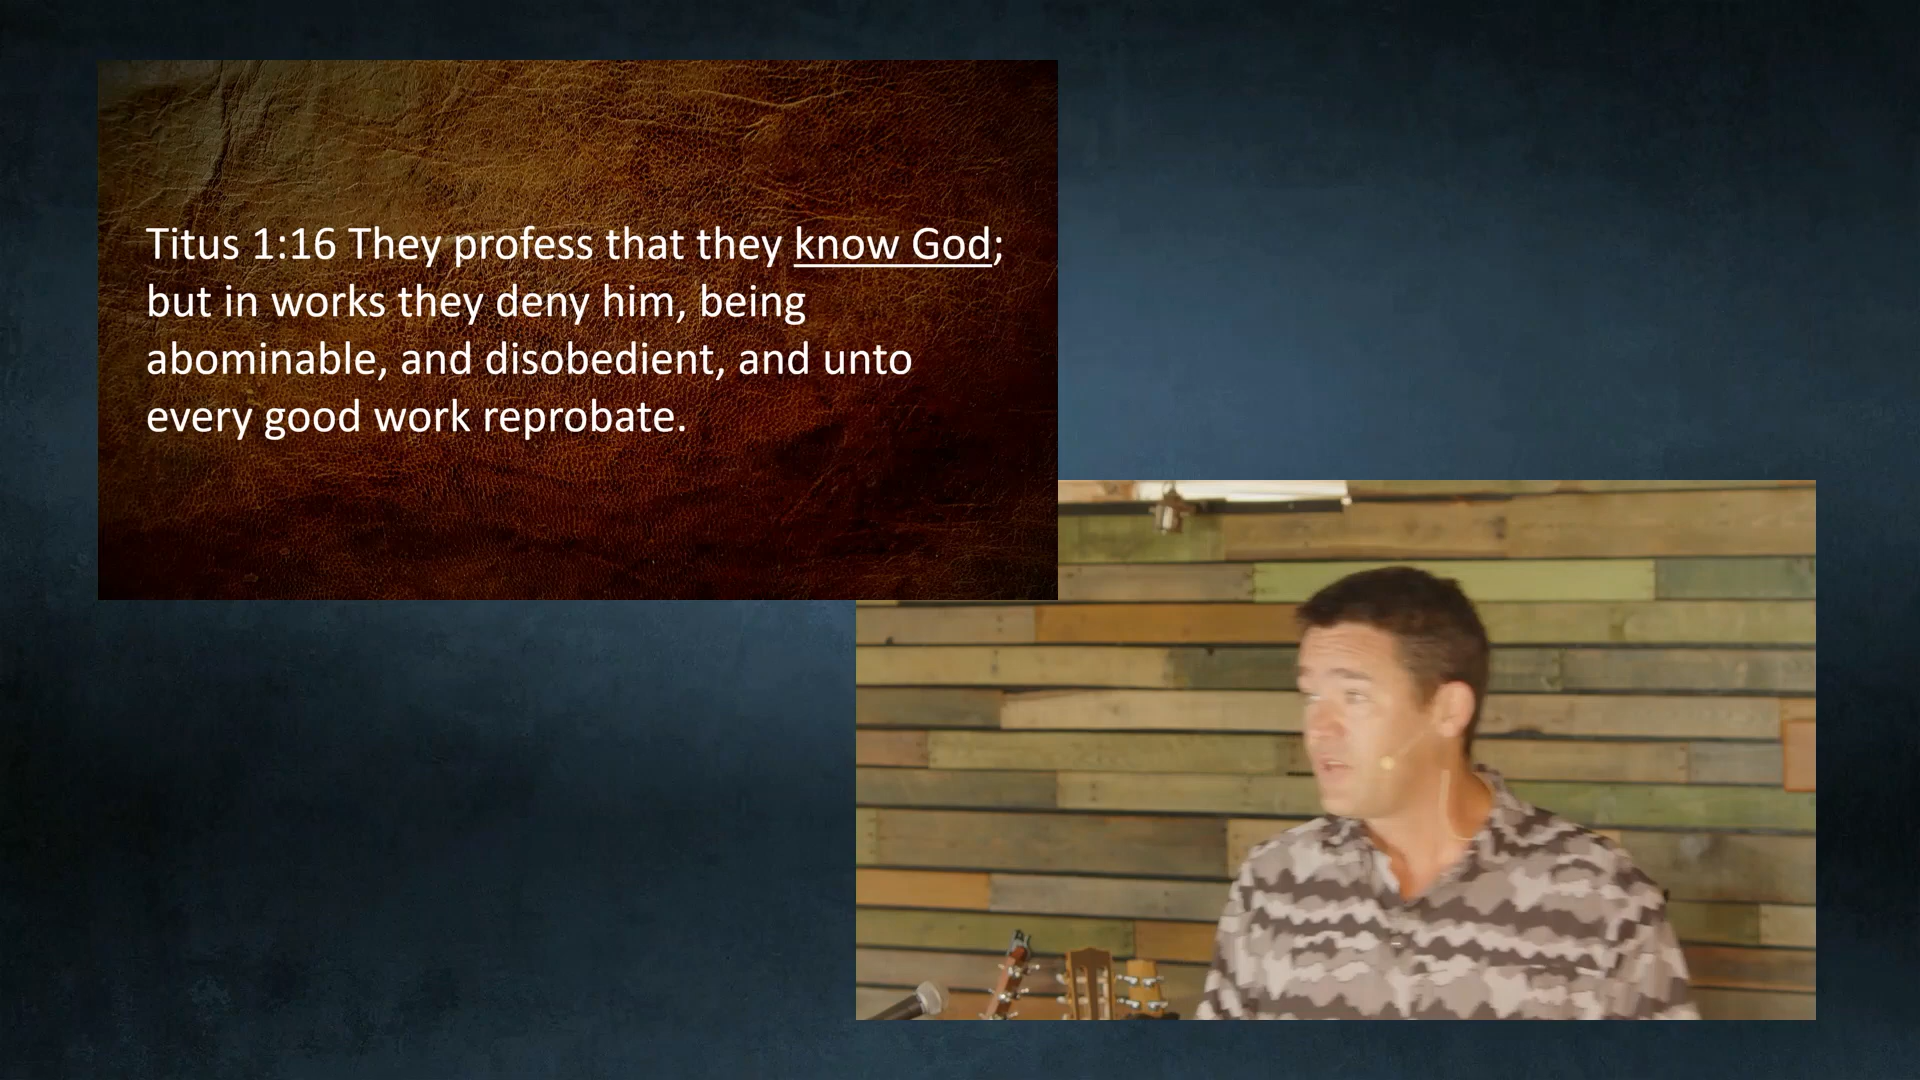 Titus 1:16 They profess that they know God;
but in works they deny him, being
abominable, and disobedient, and unto
every good work reprobate.